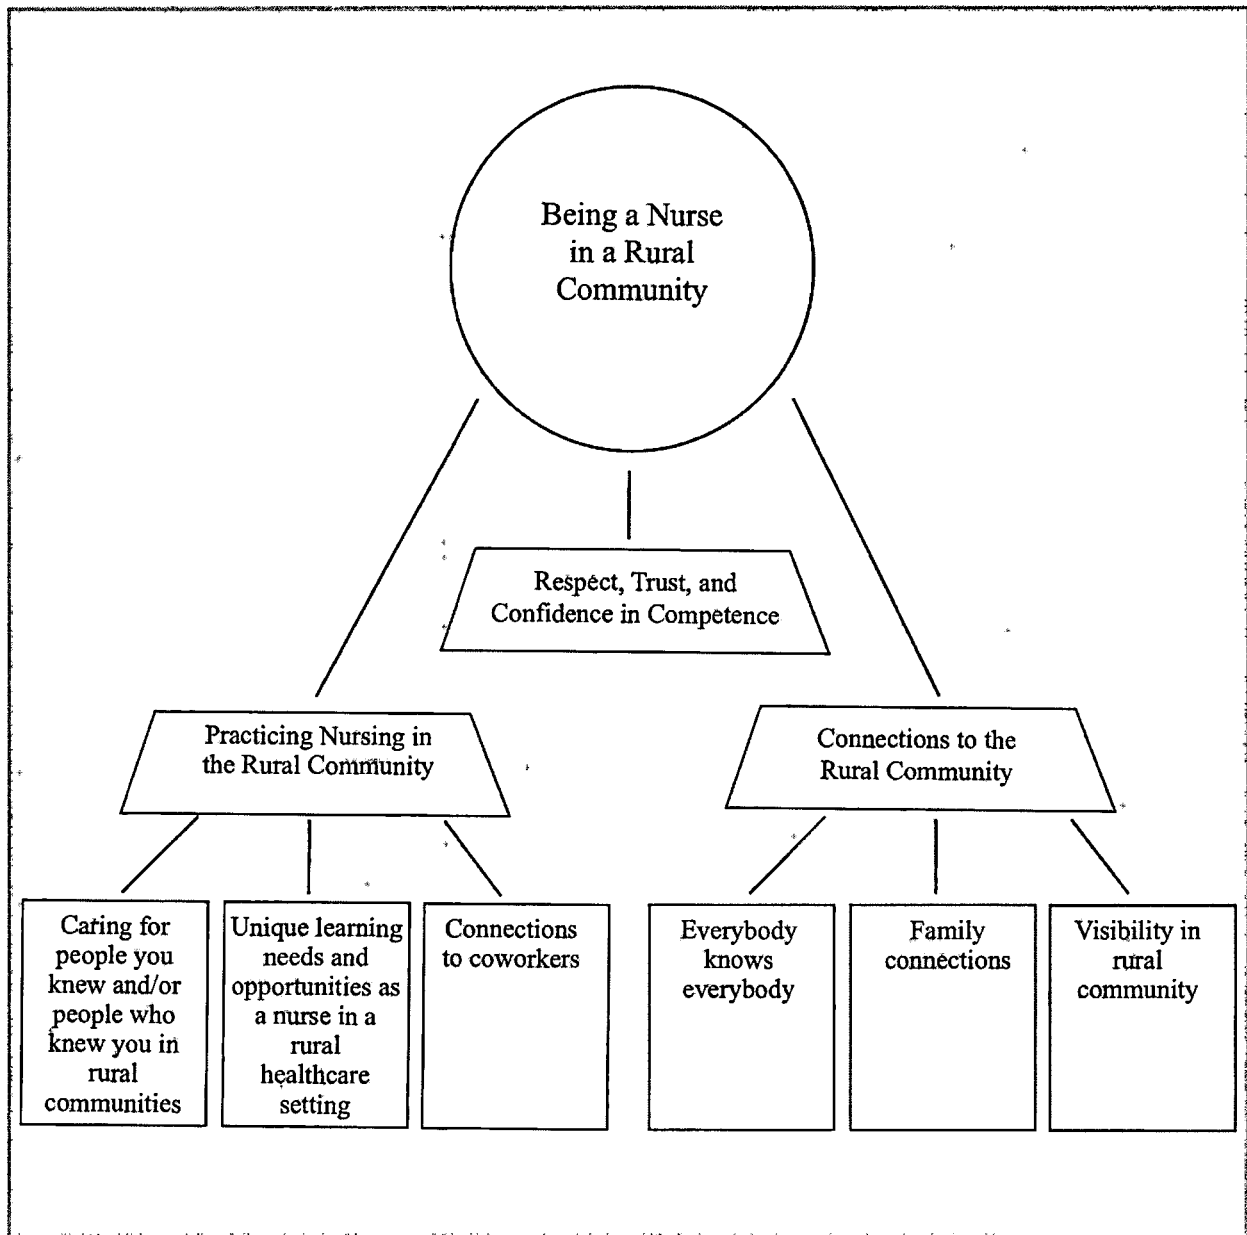 Being a Nurse
in a Rural
Community
Respect, Trust, and
Confidence in Competence
Practicing Nursing in
the Rural Community
Connections to the
Rural Community
Caring for
people you
knew and/or
people who
knew you in
rural
communities
Unique learning
needs and
opportunities as
a nurse in a
rural
healthcare
setting
Connections
to coworkers
Everybody
knows
everybody
Family
connections
Visibility in
rural
community